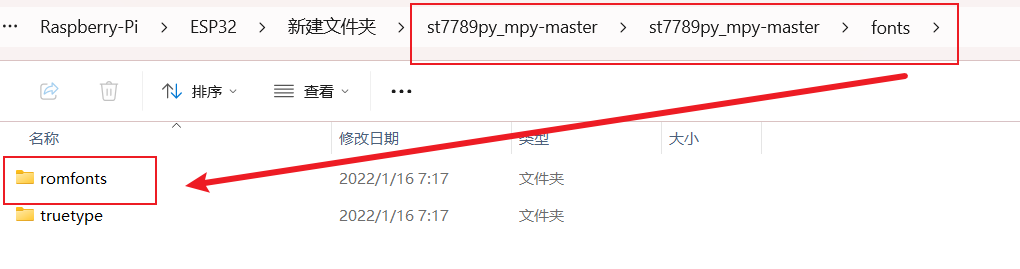 ··· Raspberry-Pi > ESP32 > 新建文件夹 > st7789py_mpy-master > st7789py_mpy-master > fonts >
排序 查看 ···
名称 修改日期 类型 大小
romfonts 2022/1/16 7:17 文件夹
truetype 2022/1/16 7:17 文件夹